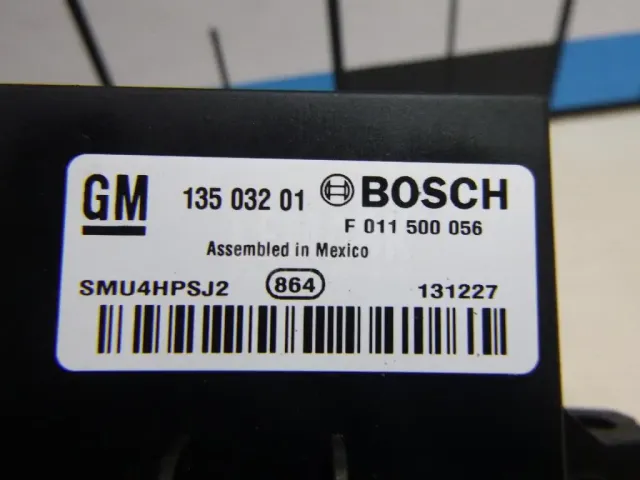 GM 135 032 01 BOSCH
F 011 500 056
Assembled in Mexico
SMU4HPSJ2 864 131227